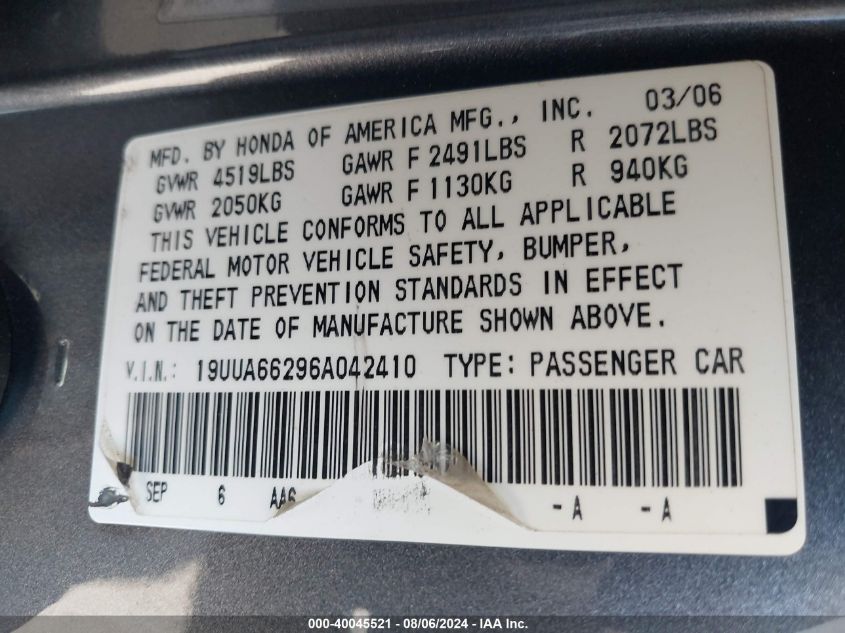 MFD. BY HONDA OF AMERICA MFG., INC. 03/06
GVWR 4519LBS GAWR F 2491LBS R 2072LBS
GVWR 2050KG GAWR F 1130KG R 940KG
THIS VEHICLE CONFORMS TO ALL APPLICABLE
FEDERAL MOTOR VEHICLE SAFETY, BUMPER,
AND THEFT PREVENTION STANDARDS IN EFFECT
ON THE DATE OF MANUFACTURE SHOWN ABOVE.
V.I.N.: 19UUA66296A042410 TYPE: PASSENGER CAR
SEP 6 AA6 -A -A
000-40045521 - 08/06/2024 - IAA Inc.